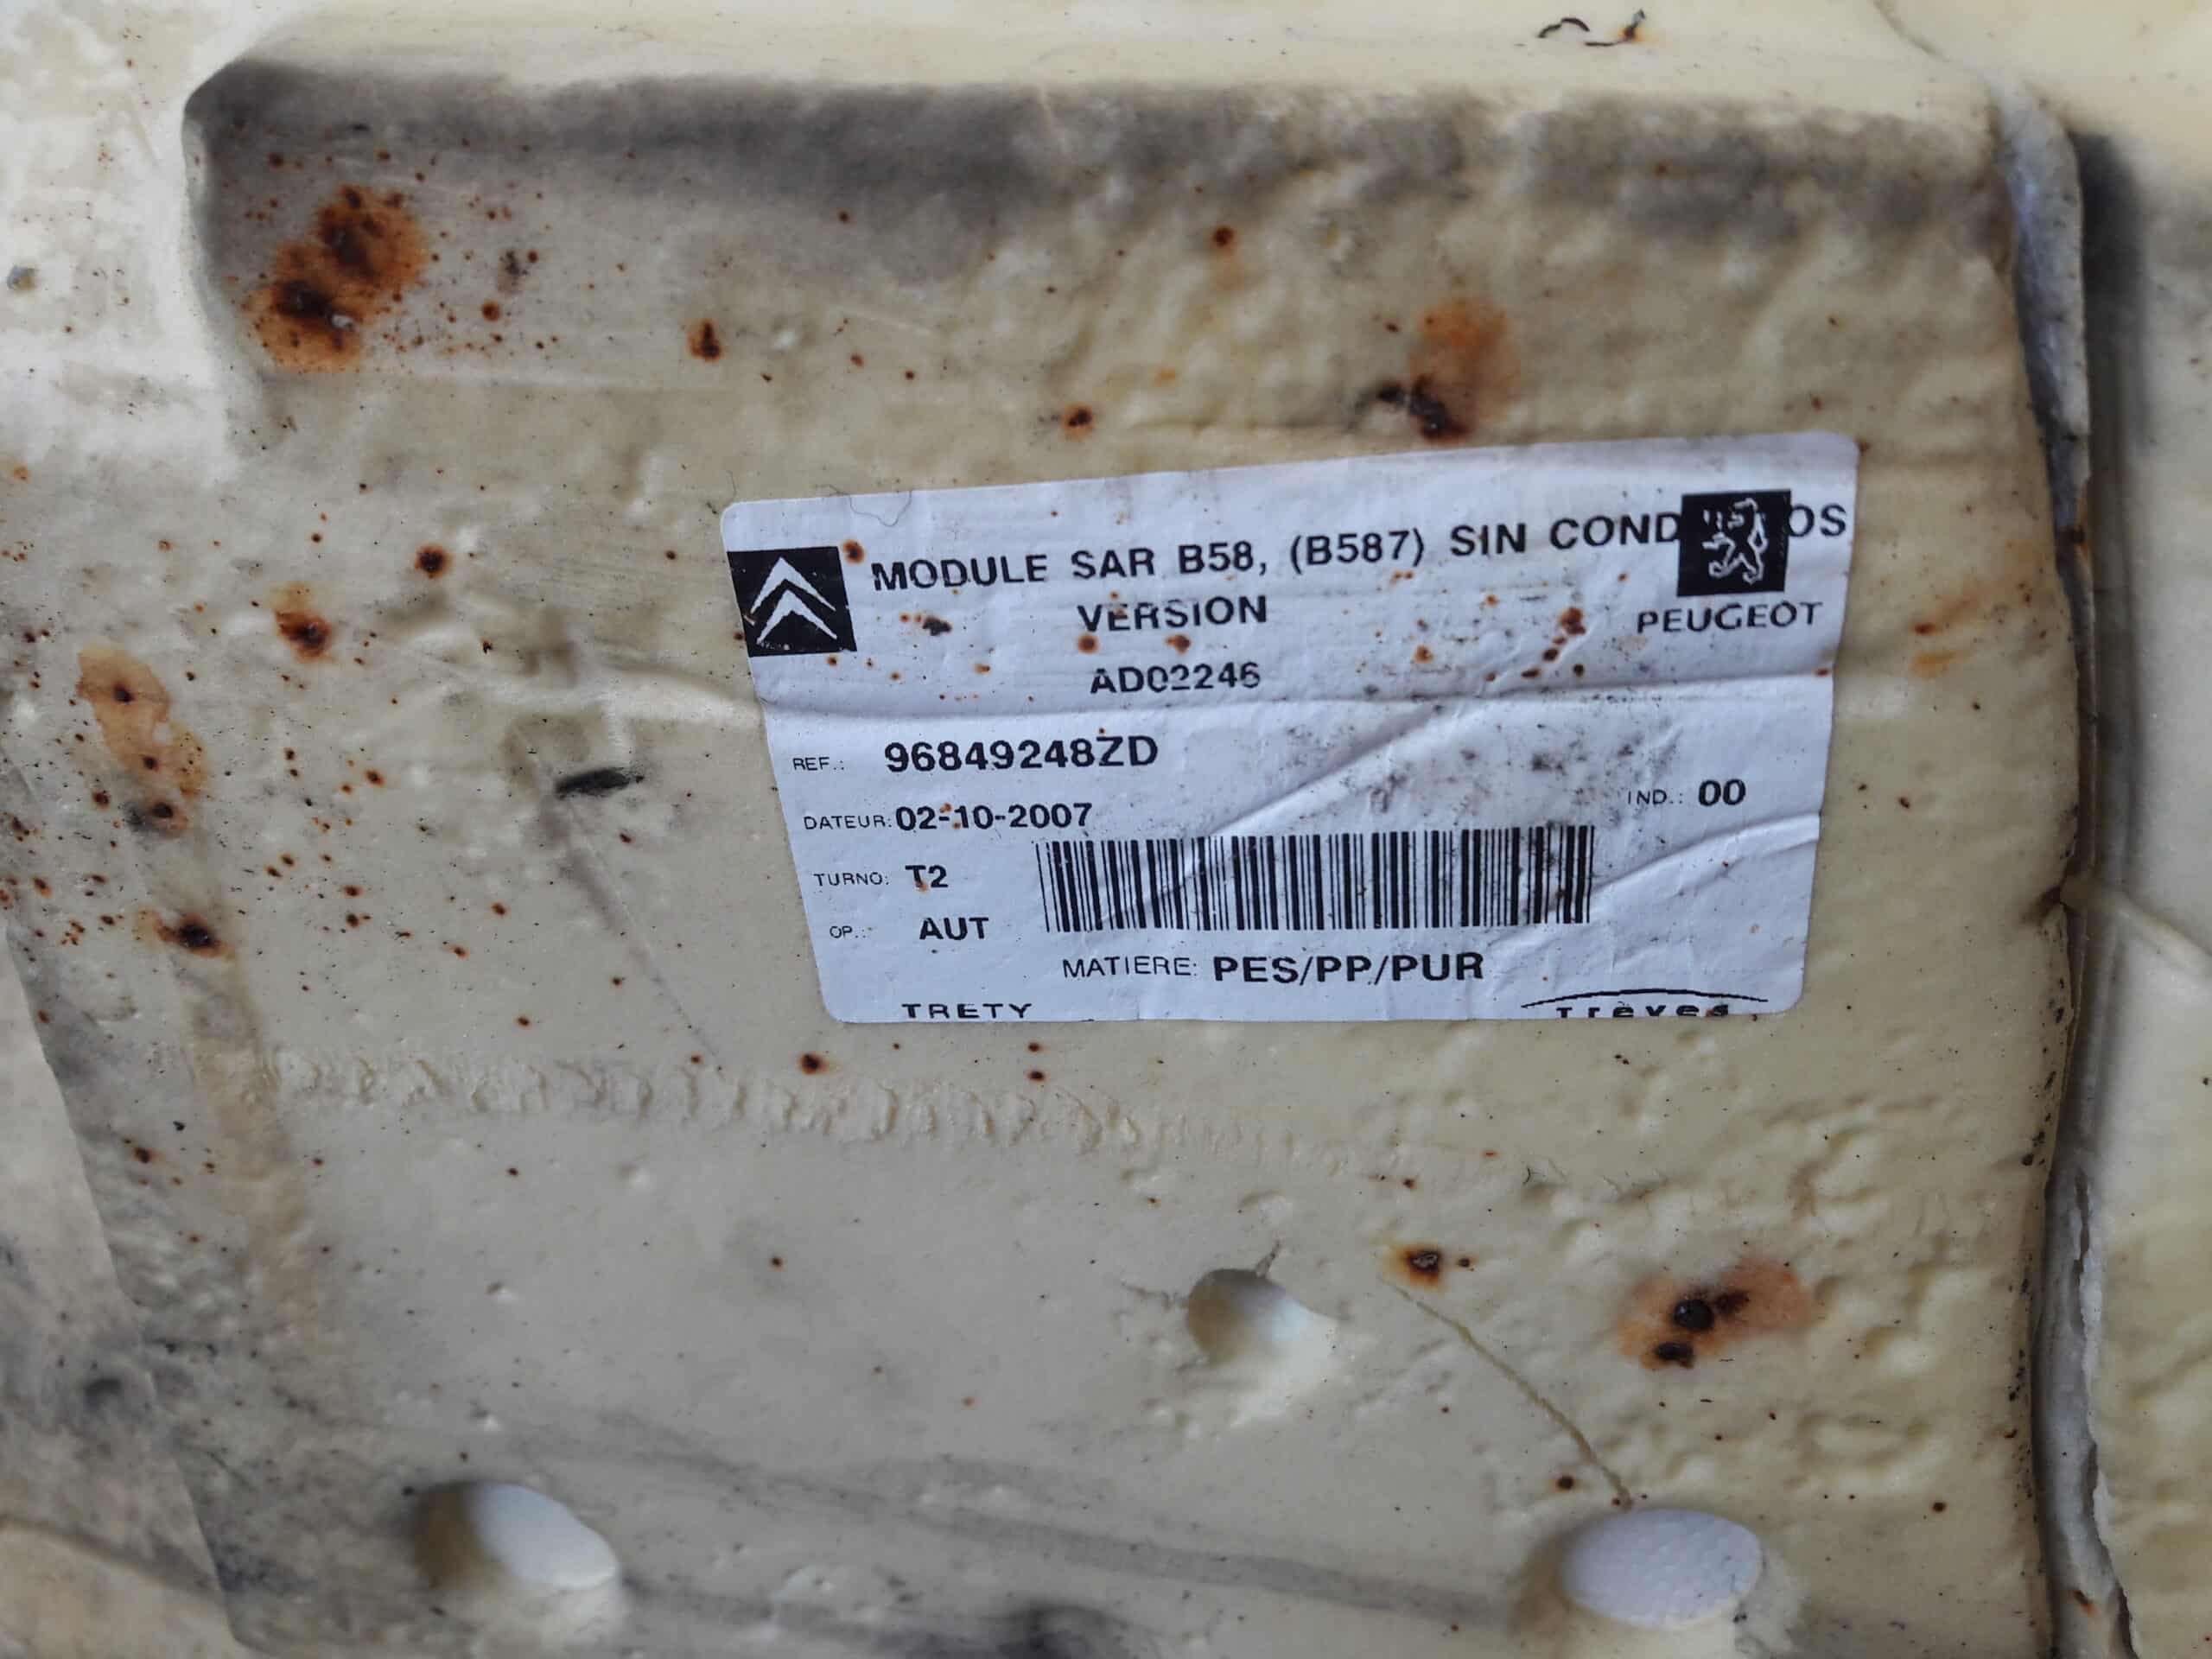 MODULE SAR B58, (B587) SIN COND OS
VERSION
PEUGEOT
AD02246
REF.: 96849248ZD
IND.: 00
DATEUR: 02-10-2007
TURNO: T2
OP.: AUT
MATIERE: PES/PP/PUR
TRETY
Trèves